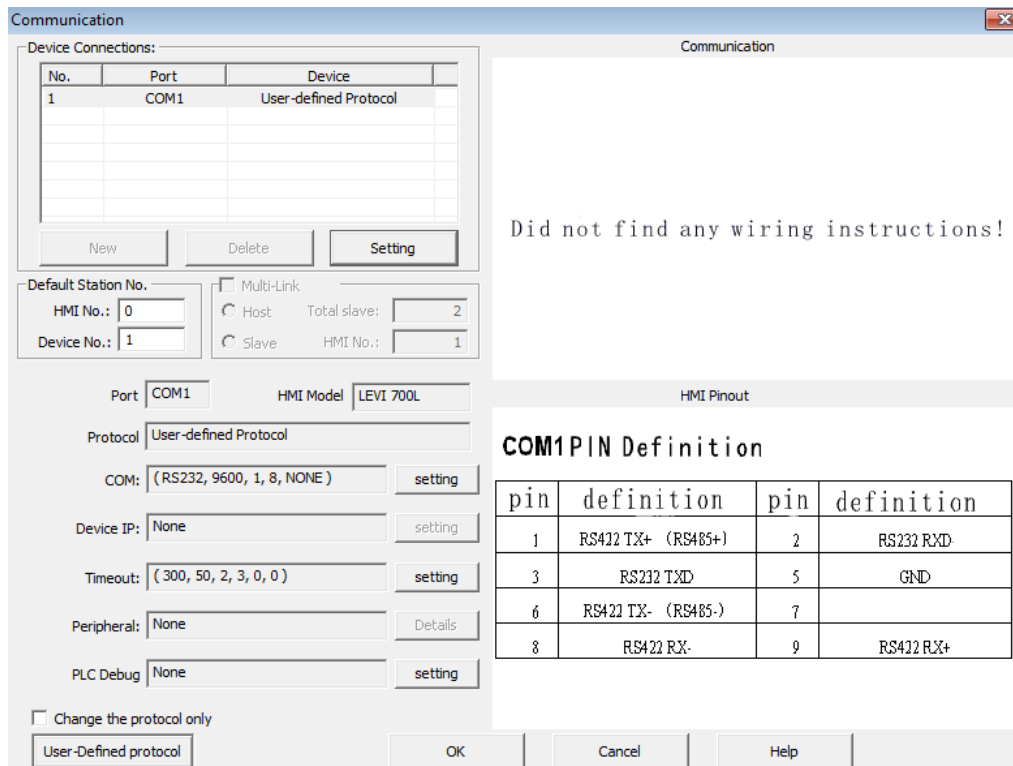 Communication
Device Connections:
No. Port Device
1 COM1 User-defined Protocol
New Delete Setting
Default Station No.
HMI No.: 0
Device No.: 1
Multi-Link
Host Total slave: 2
Slave HMI No.: 1
Port COM1 HMI Model LEVI 700L
Protocol User-defined Protocol
COM: ( RS232, 9600, 1, 8, NONE ) setting
Device IP: None setting
Timeout: ( 300, 50, 2, 3, 0, 0 ) setting
Peripheral: None Details
PLC Debug None setting
Change the protocol only
User-Defined protocol OK Cancel Help
Communication
Did not find any wiring instructions!
HMI Pinout
COM1 PIN Definition
pin definition pin definition
1 RS422 TX+ (RS485+) 2 RS232 RXD
3 RS232 TXD 5 GND
6 RS422 TX- (RS485-) 7
8 RS422 RX- 9 RS422 RX+